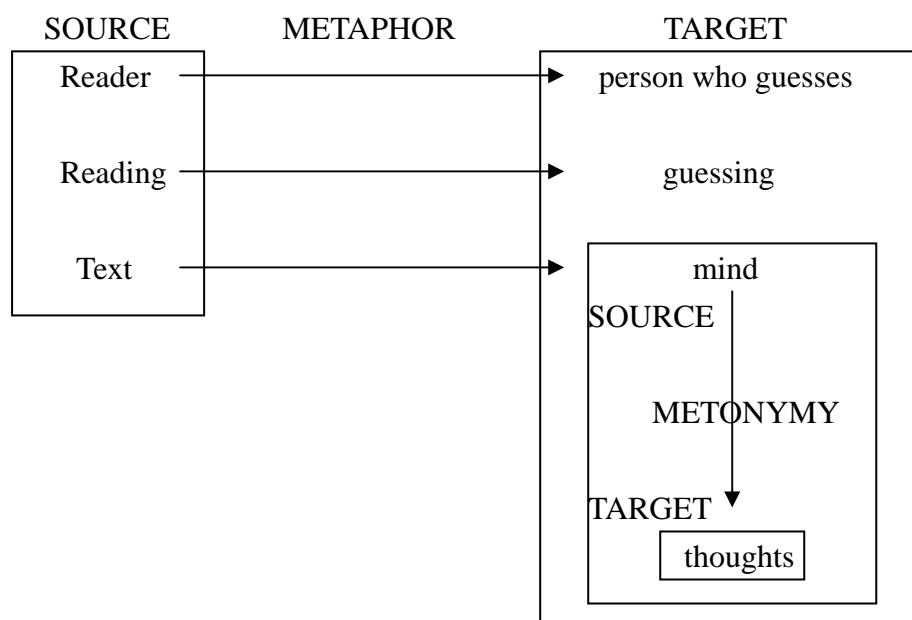 SOURCE METAPHOR TARGET
Reader person who guesses
Reading guessing
Text mind
SOURCE
METONYMY
TARGET
thoughts